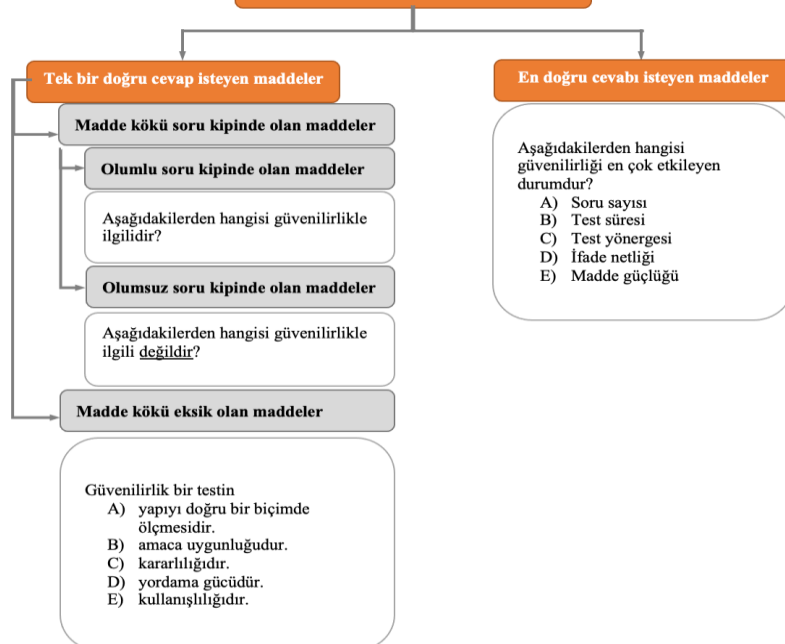 Tek bir doğru cevap isteyen maddeler
Madde kökü soru kipinde olan maddeler
Olumlu soru kipinde olan maddeler
Aşağıdakilerden hangisi güvenilirlikle
ilgilidir?
Olumsuz soru kipinde olan maddeler
Aşağıdakilerden hangisi güvenilirlikle
ilgili değildir?
Madde kökü eksik olan maddeler
Güvenilirlik bir testin
A) yapıyı doğru bir biçimde
ölçmesidir.
B) amaca uygunluğudur.
C) kararlılığıdır.
D) yordama gücüdür.
E) kullanışlılığıdır.
En doğru cevabı isteyen maddeler
Aşağıdakilerden hangisi
güvenilirliği en çok etkileyen
durumdur?
A) Soru sayısı
B) Test süresi
C) Test yönergesi
D) İfade netliği
E) Madde güçlüğü